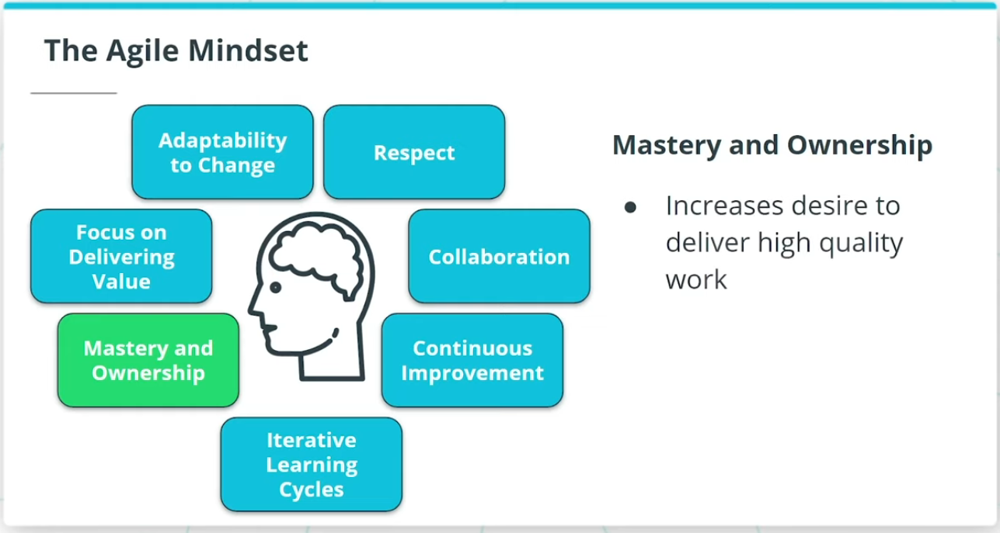 The Agile Mindset
Adaptability
to Change
Respect
Focus on
Delivering
Value
Collaboration
Mastery and
Ownership
Continuous
Improvement
Iterative
Learning
Cycles
Mastery and Ownership
● Increases desire to
deliver high quality
work